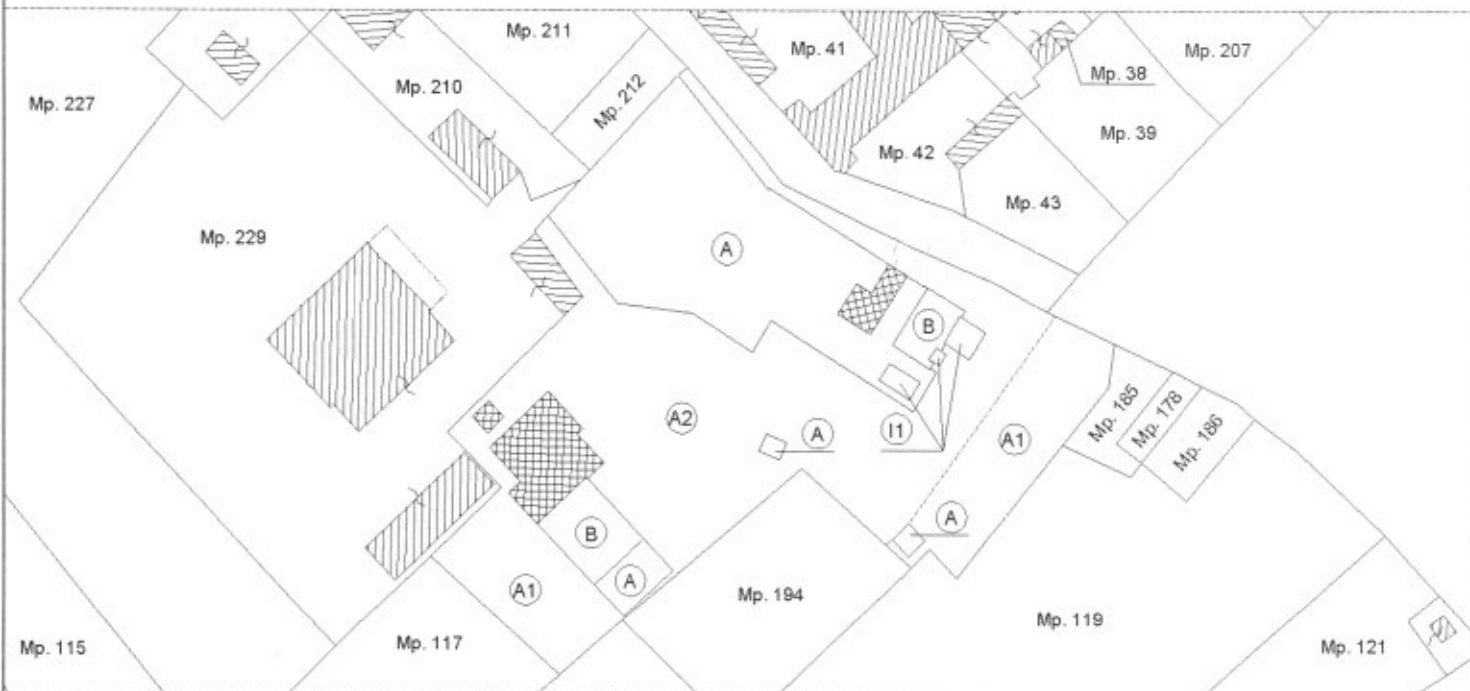 Mp. 211
Mp. 41
Mp. 207
Mp. 38
Mp. 210
Mp. 227
Mp. 212
Mp. 39
Mp. 42
Mp. 43
Mp. 229
A
B
Mp. 185
Mp. 178
Mp. 186
A2
A
I1
A1
A
B
A
A1
Mp. 194
Mp. 119
Mp. 115
Mp. 117
Mp. 121